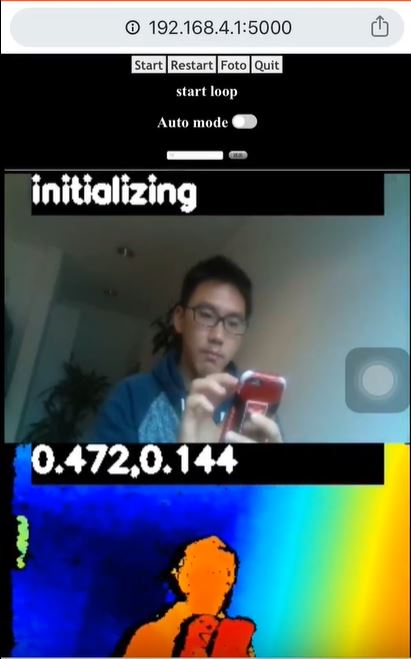 192.168.4.1:5000
Start Restart Foto Quit
start loop
Auto mode
initializing
0.472,0.144